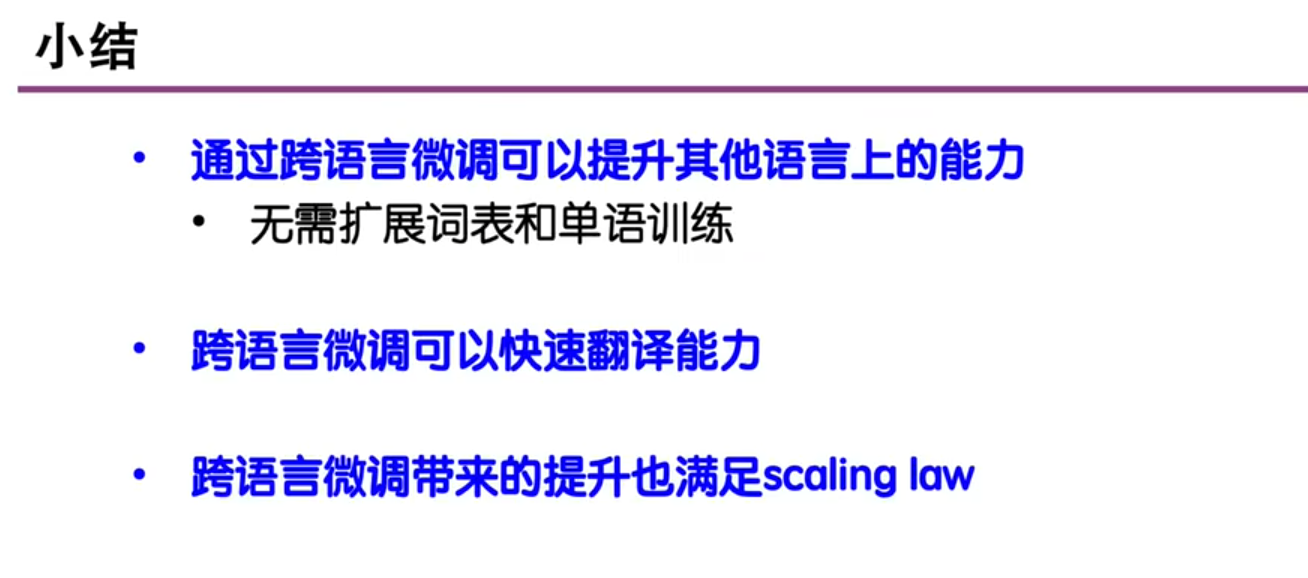 小结
• 通过跨语言微调可以提升其他语言上的能力
• 无需扩展词表和单语训练
• 跨语言微调可以快速翻译能力
• 跨语言微调带来的提升也满足scaling law